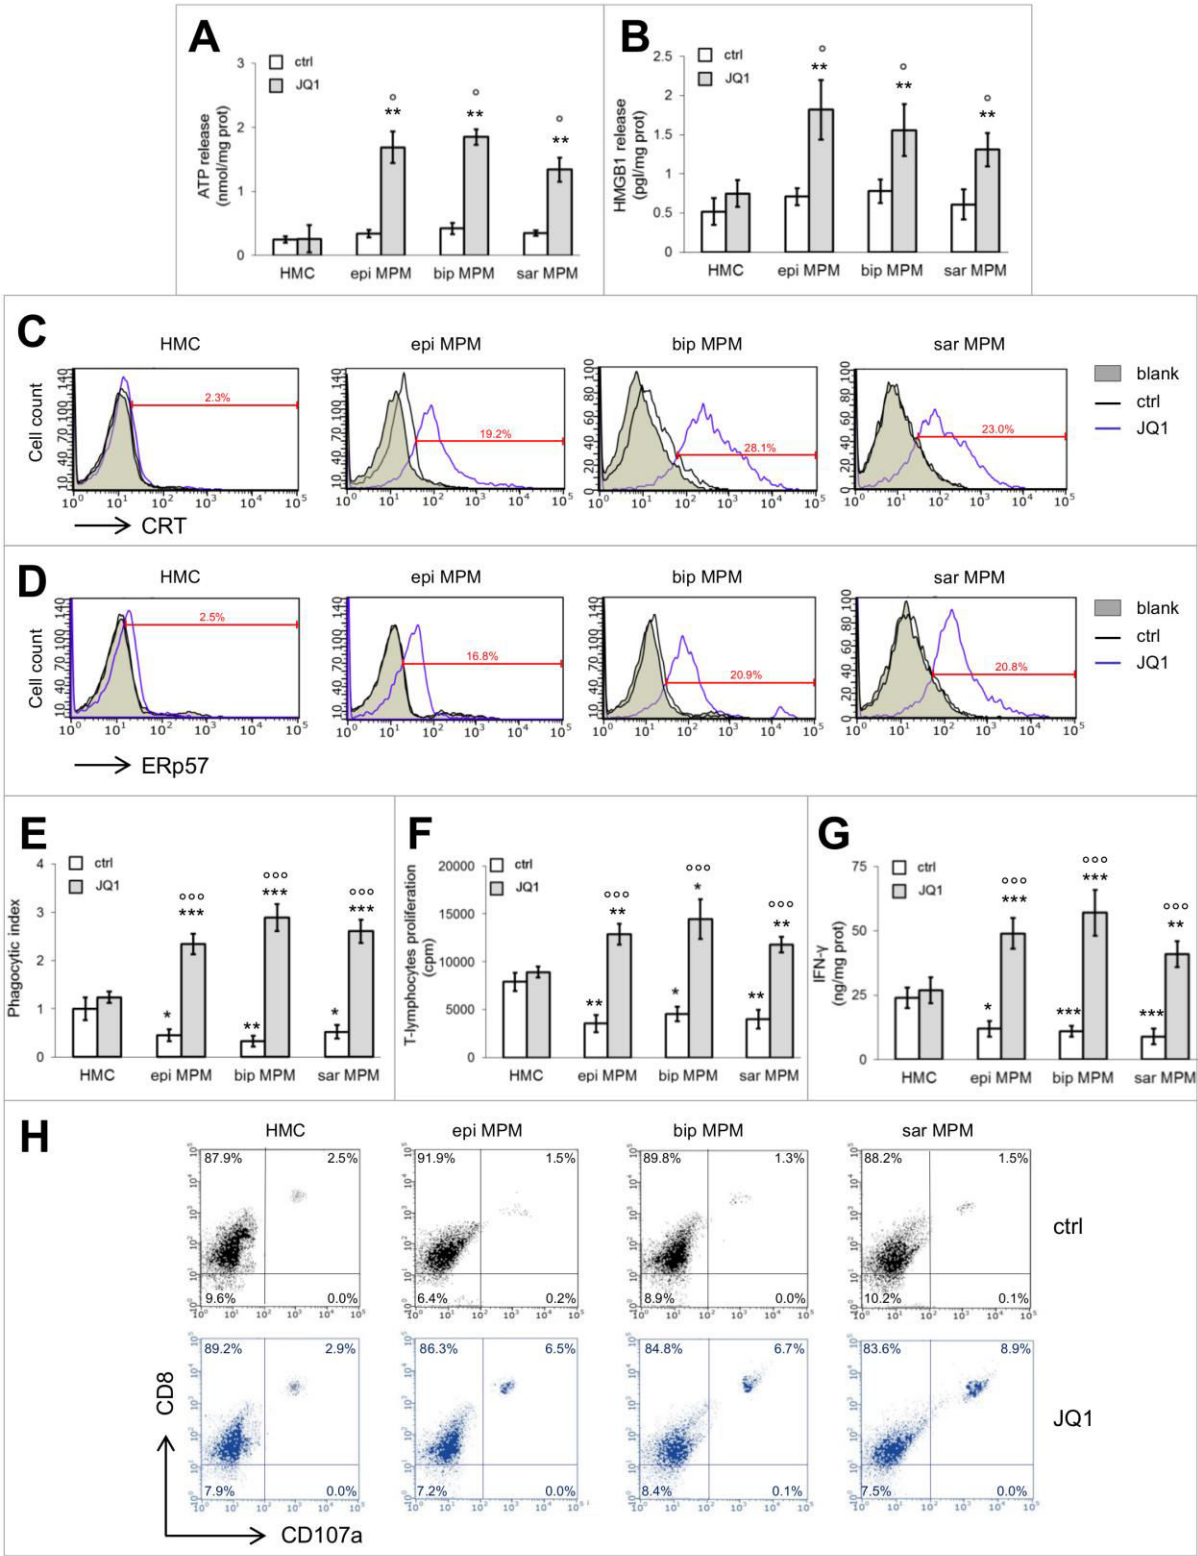 A
ctrl
JQ1
ATP release
(nmol/mg prot)
3
2
1
0
°
**
°
**
°
**
HMC
epi MPM
bip MPM
sar MPM
B
ctrl
JQ1
HMGB1 release
(pgl/mg prot)
2.5
2
1.5
1
0.5
0
°
**
°
**
°
**
HMC
epi MPM
bip MPM
sar MPM
C
HMC
epi MPM
bip MPM
sar MPM
Cell count
2.3%
19.2%
28.1%
23.0%
blank
ctrl
JQ1
CRT
D
HMC
epi MPM
bip MPM
sar MPM
Cell count
2.5%
16.8%
20.9%
20.8%
blank
ctrl
JQ1
ERp57
E
ctrl
JQ1
Phagocytic index
4
3
2
1
0
*
°°°
***
**
°°°
***
*
°°°
***
HMC
epi MPM
bip MPM
sar MPM
F
ctrl
JQ1
T-lymphocytes proliferation
(cpm)
20000
15000
10000
5000
0
**
°°°
**
*
°°°
*
**
°°°
**
HMC
epi MPM
bip MPM
sar MPM
G
ctrl
JQ1
IFN-γ
(ng/mg prot)
75
50
25
0
*
°°°
***
***
°°°
***
***
°°°
**
HMC
epi MPM
bip MPM
sar MPM
H
HMC
epi MPM
bip MPM
sar MPM
87.9% 2.5%
9.6% 0.0%
91.9% 1.5%
6.4% 0.2%
89.8% 1.3%
8.9% 0.0%
88.2% 1.5%
10.2% 0.1%
ctrl
89.2% 2.9%
7.9% 0.0%
86.3% 6.5%
7.2% 0.0%
84.8% 6.7%
8.4% 0.1%
83.6% 8.9%
7.5% 0.0%
JQ1
CD8
CD107a